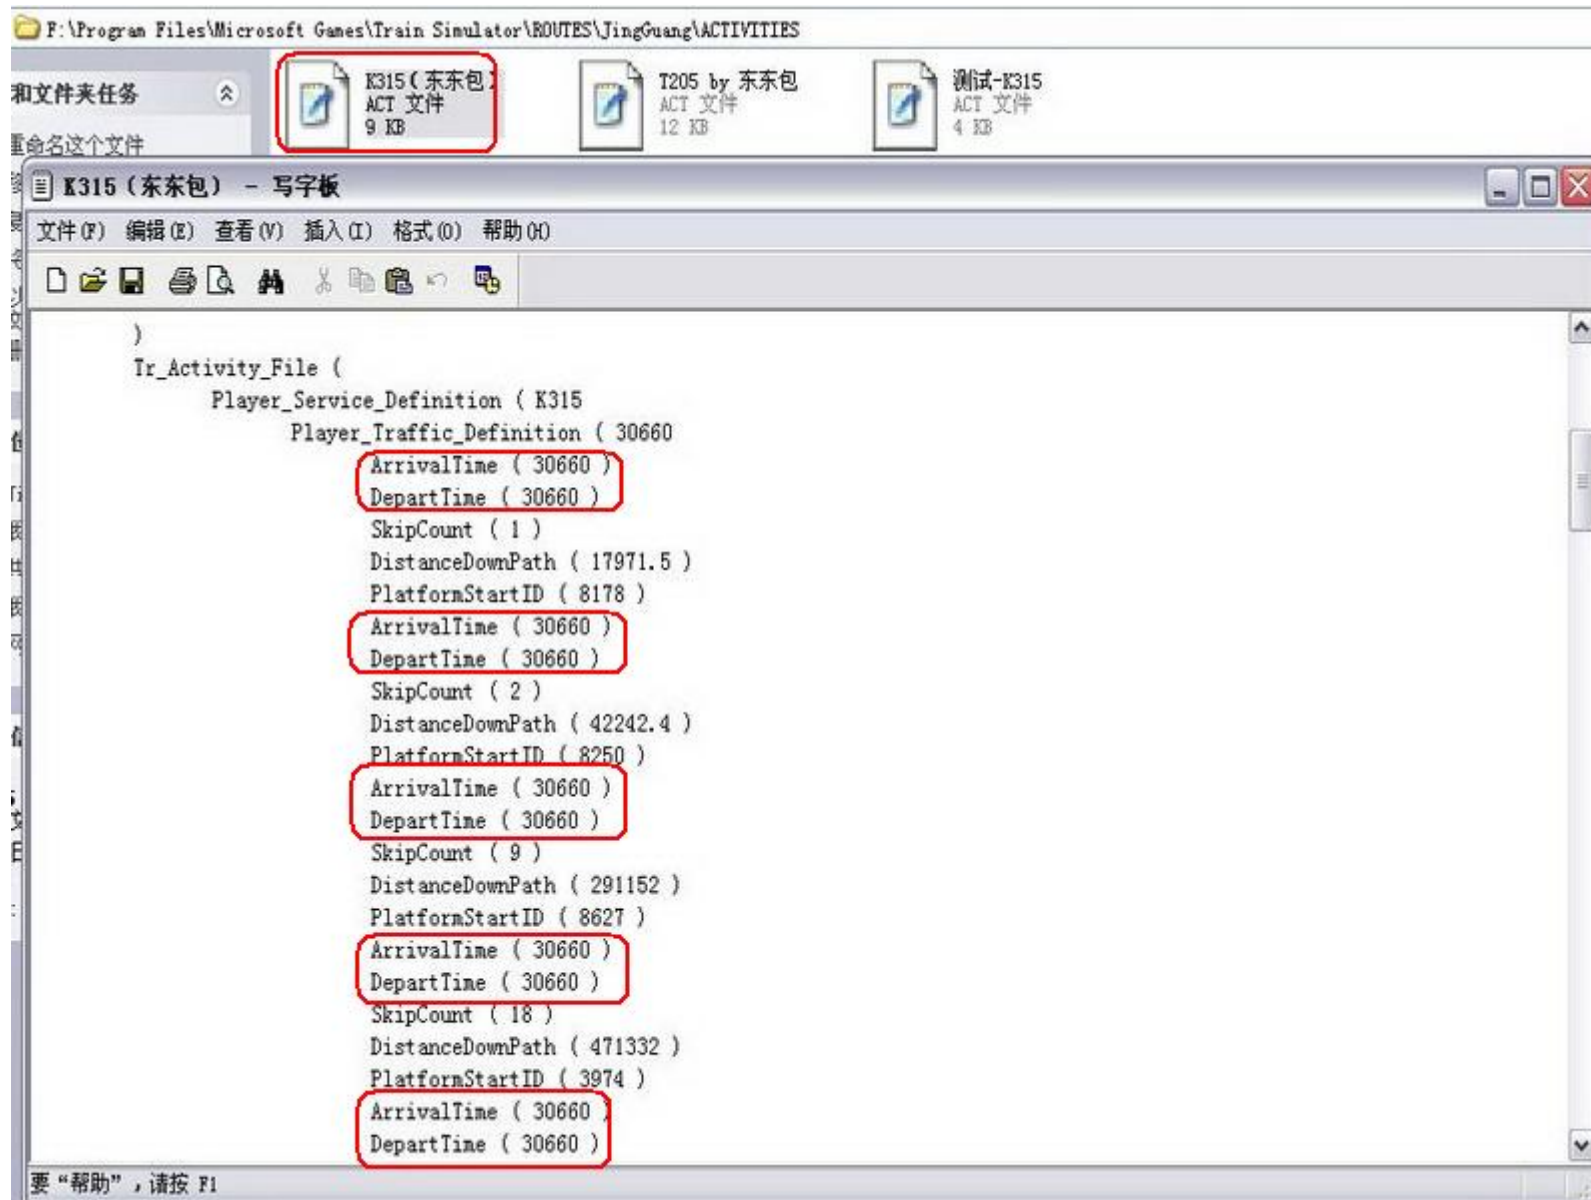 F:\Program Files\Microsoft Games\Train Simulator\ROUTES\JingGuang\ACTIVITIES
和文件夹任务
重命名这个文件
K315(东东包)
ACT 文件
9 KB
T205 by 东东包
ACT 文件
12 KB
测试-K315
ACT 文件
4 KB
K315（东东包） - 写字板
文件(F) 编辑(E) 查看(V) 插入(I) 格式(O) 帮助(H)
)
Tr_Activity_File (
Player_Service_Definition ( K315
Player_Traffic_Definition ( 30660
ArrivalTime ( 30660 )
DepartTime ( 30660 )
SkipCount ( 1 )
DistanceDownPath ( 17971.5 )
PlatformStartID ( 8178 )
ArrivalTime ( 30660 )
DepartTime ( 30660 )
SkipCount ( 2 )
DistanceDownPath ( 42242.4 )
PlatformStartID ( 8250 )
ArrivalTime ( 30660 )
DepartTime ( 30660 )
SkipCount ( 9 )
DistanceDownPath ( 291152 )
PlatformStartID ( 8627 )
ArrivalTime ( 30660 )
DepartTime ( 30660 )
SkipCount ( 18 )
DistanceDownPath ( 471332 )
PlatformStartID ( 3974 )
ArrivalTime ( 30660 )
DepartTime ( 30660 )
要“帮助”，请按 F1